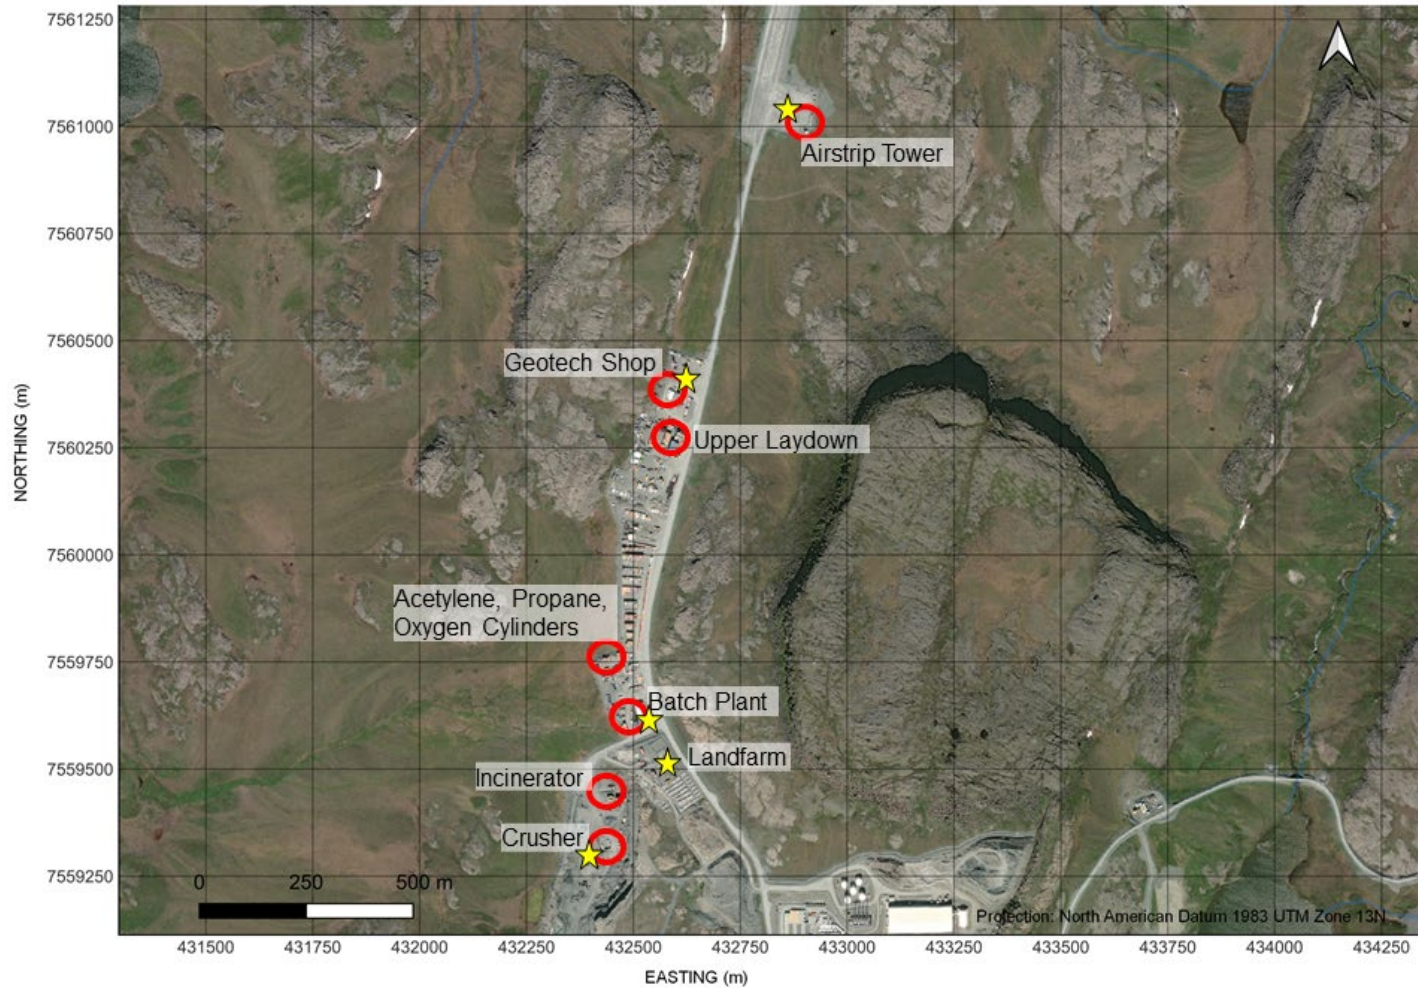 7561250
7561000
Airstrip Tower
7560750
7560500
Geotech Shop
Upper Laydown
7560250
NORTHING (m)
7560000
Acetylene, Propane,
Oxygen Cylinders
7559750
Batch Plant
Landfarm
7559500
Incinerator
Crusher
7559250
0 250 500 m
Projection: North American Datum 1983 UTM Zone 13N
431500 431750 432000 432250 432500 432750 433000 433250 433500 433750 434000 434250
EASTING (m)